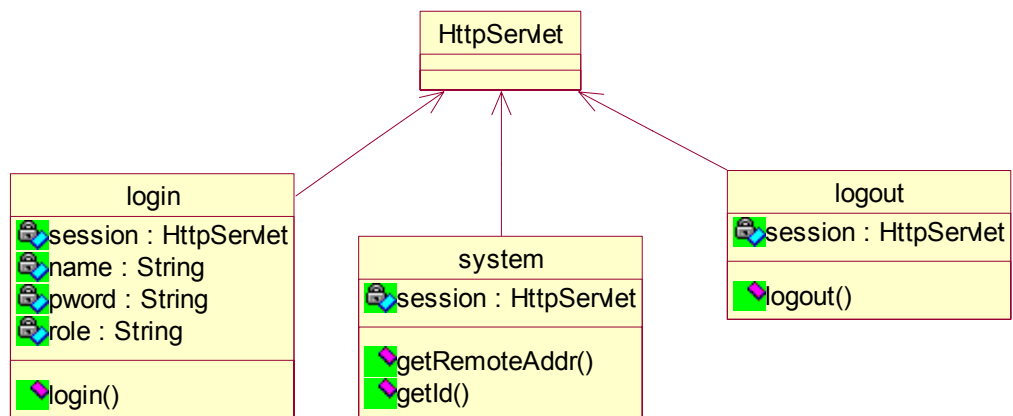 HttpServlet
login
session : HttpServlet
name : String
pword : String
role : String
login()
system
session : HttpServlet
getRemoteAddr()
getId()
logout
session : HttpServlet
logout()